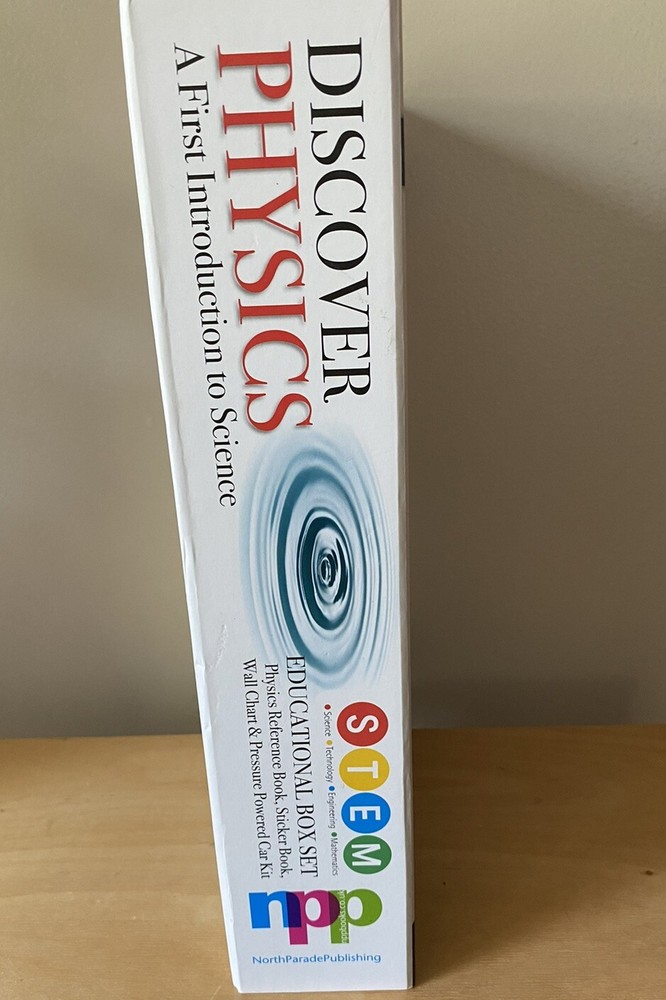 DISCOVER
PHYSICS
A First Introduction to Science
STEM
Science Technology Engineering Mathematics
EDUCATIONAL BOX SET
Physics Reference Book, Sticker Book,
Wall Chart & Pressure Powered Car Kit
npp
NorthParadePublishing